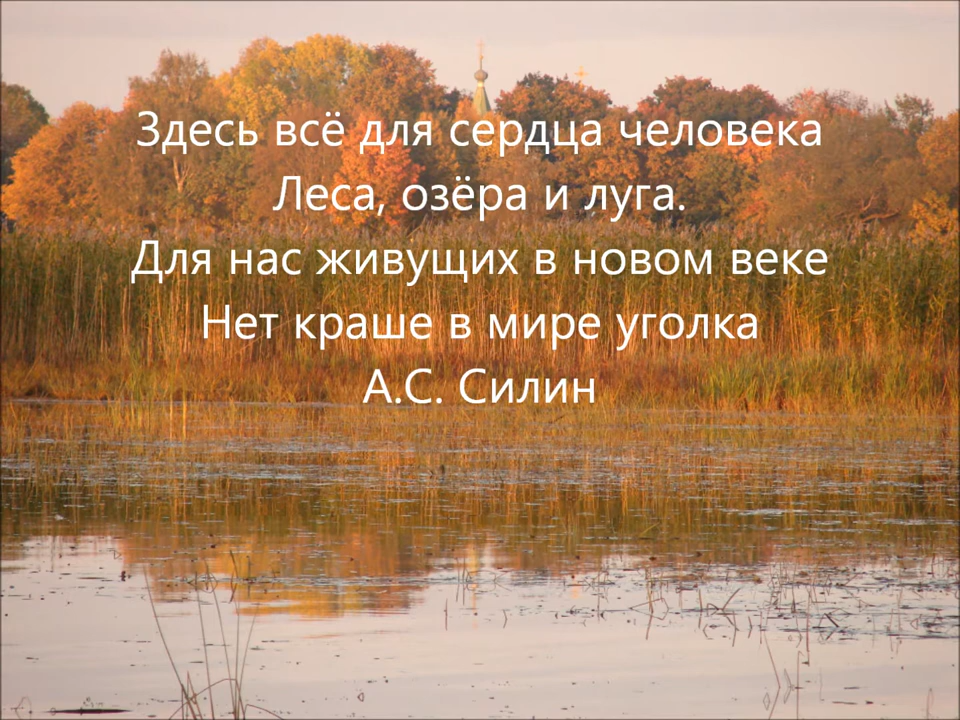 Здесь всё для сердца человека
Леса, озёра и луга.
Для нас живущих в новом веке
Нет краше в мире уголка
А.С. Силин